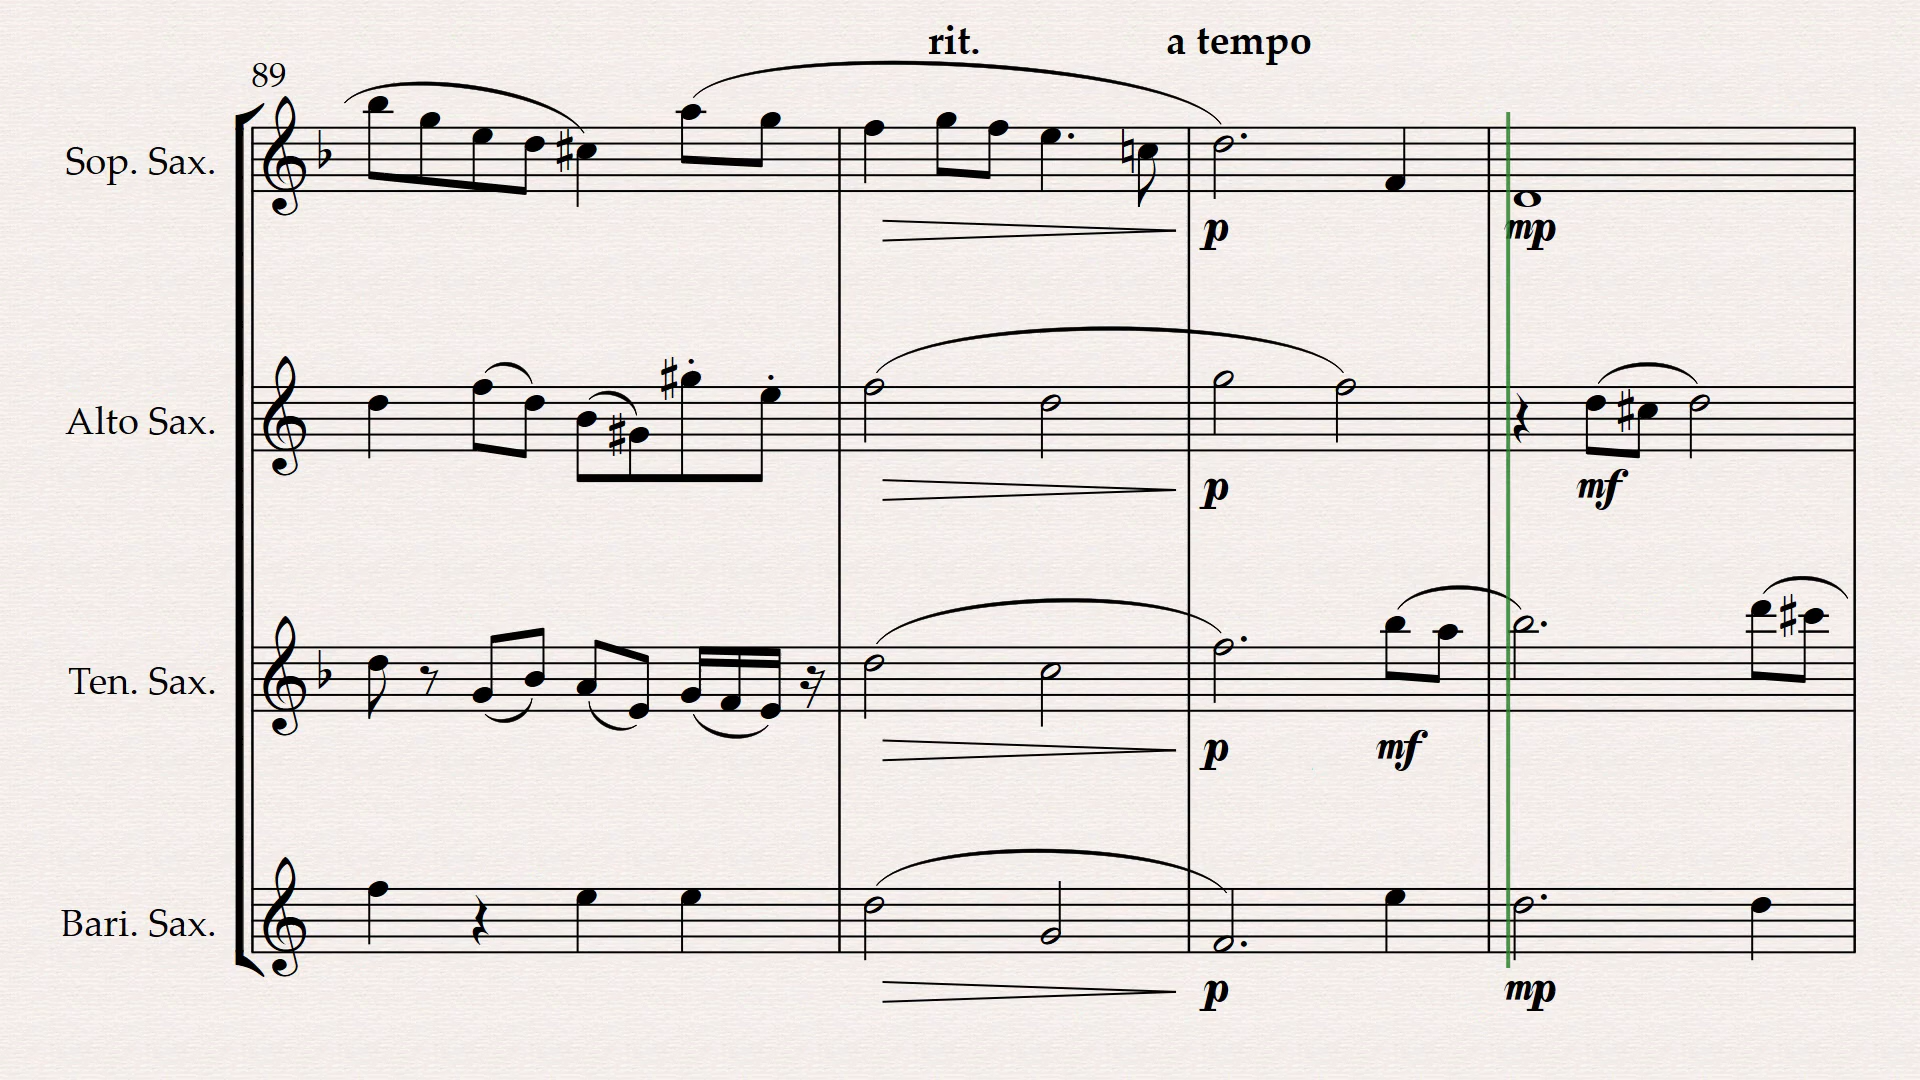 rit. a tempo
89
Sop. Sax.
p mp
Alto Sax.
p mf
Ten. Sax.
p mf
Bari. Sax.
p mp